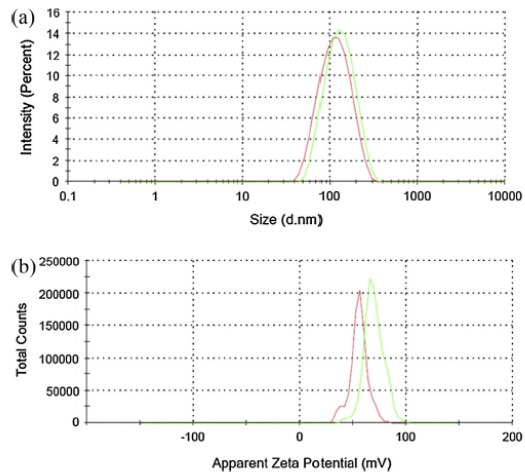 (a)
Intensity (Percent)
16
14
12
10
8
6
4
2
0
0.1 1 10 100 1000 10000
Size (d.nm)
(b)
Total Counts
250000
200000
150000
100000
50000
0
-100 0 100 200
Apparent Zeta Potential (mV)